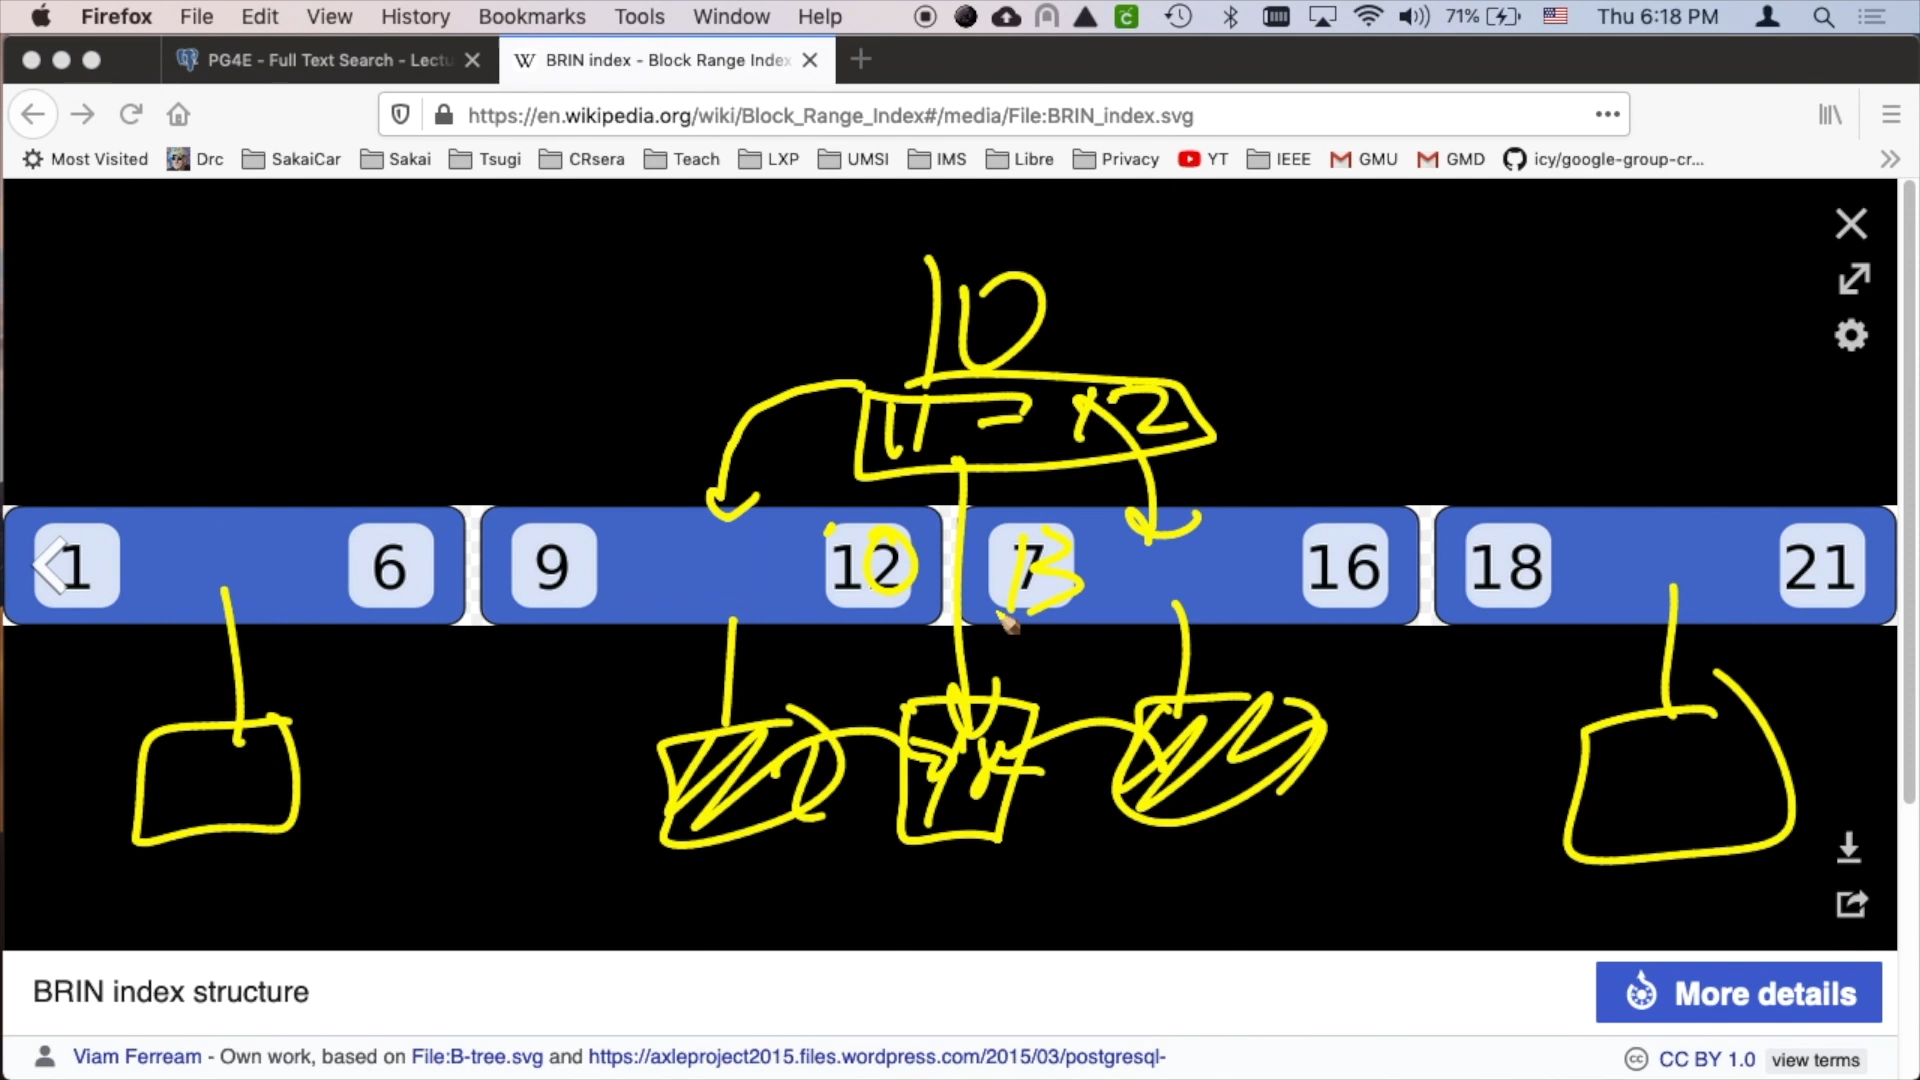 Firefox File Edit View History Bookmarks Tools Window Help 71% Thu 6:18 PM
PG4E - Full Text Search - Lectu BRIN index - Block Range Index
https://en.wikipedia.org/wiki/Block_Range_Index#/media/File:BRIN_index.svg
Most Visited Drc SakaiCar Sakai Tsugi CRsera Teach LXP UMSI IMS Libre Privacy YT IEEE GMU GMD icy/google-group-cr...
10
1 6 9 12 7 13 16 18 21
BRIN index structure
More details
Viam Ferream - Own work, based on File:B-tree.svg and https://axleproject2015.files.wordpress.com/2015/03/postgresql-
CC BY 1.0 view terms